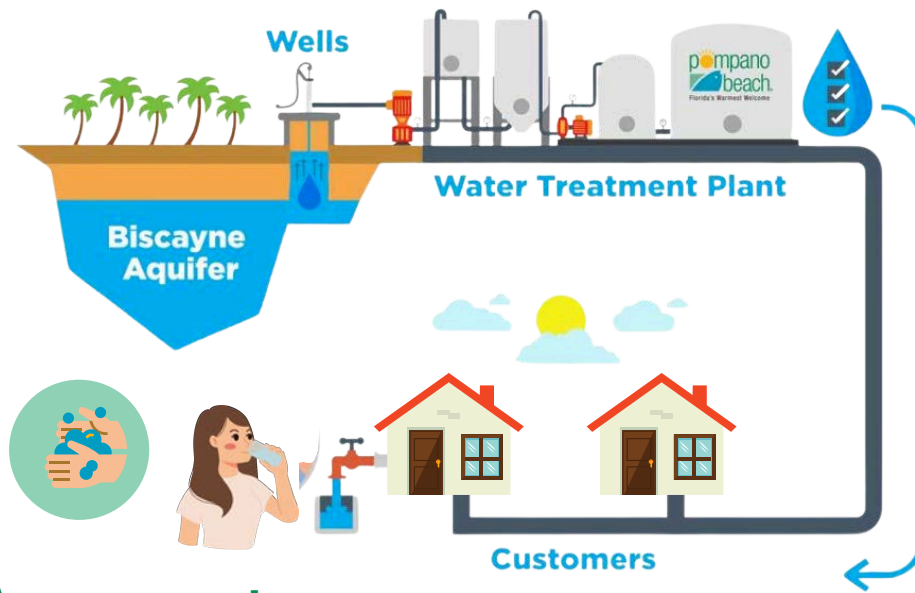 Wells
pompano
beach
Florida's Warmest Welcome
Water Treatment Plant
Biscayne
Aquifer
Customers